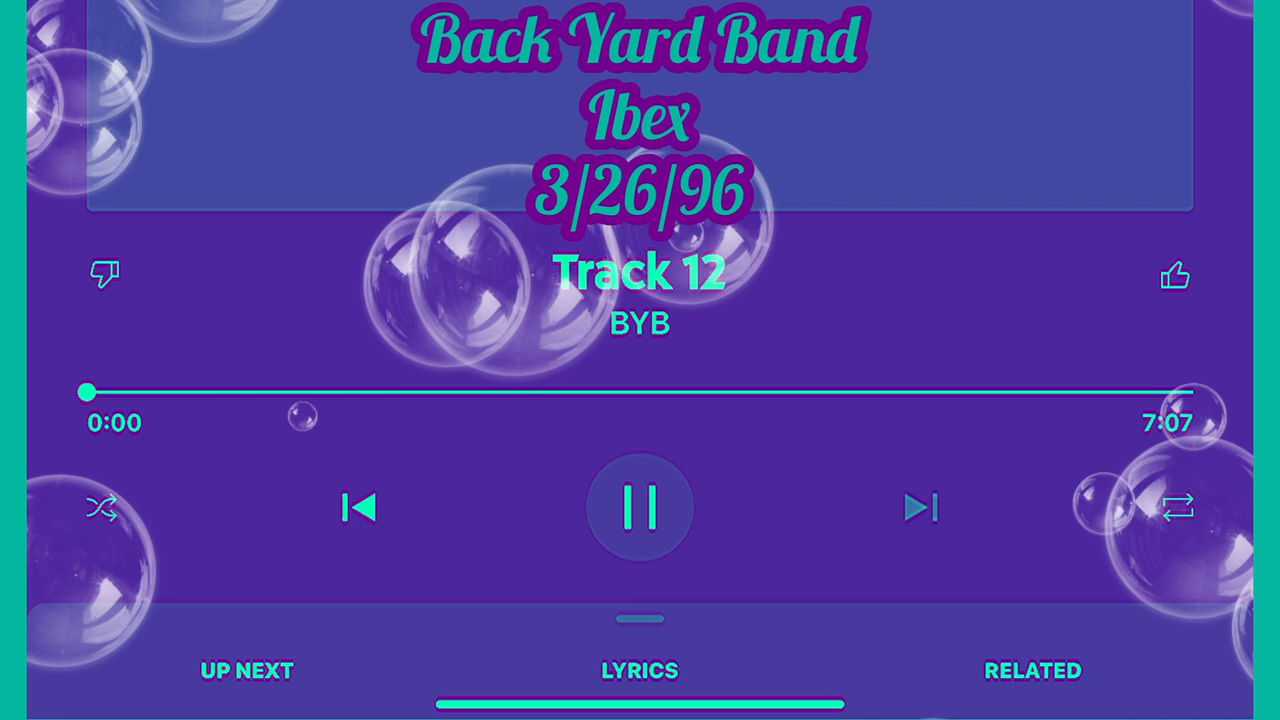 Back Yard Band
Ibex
3/26/96
Track 12
BYB
0:00 7:07
UP NEXT LYRICS RELATED